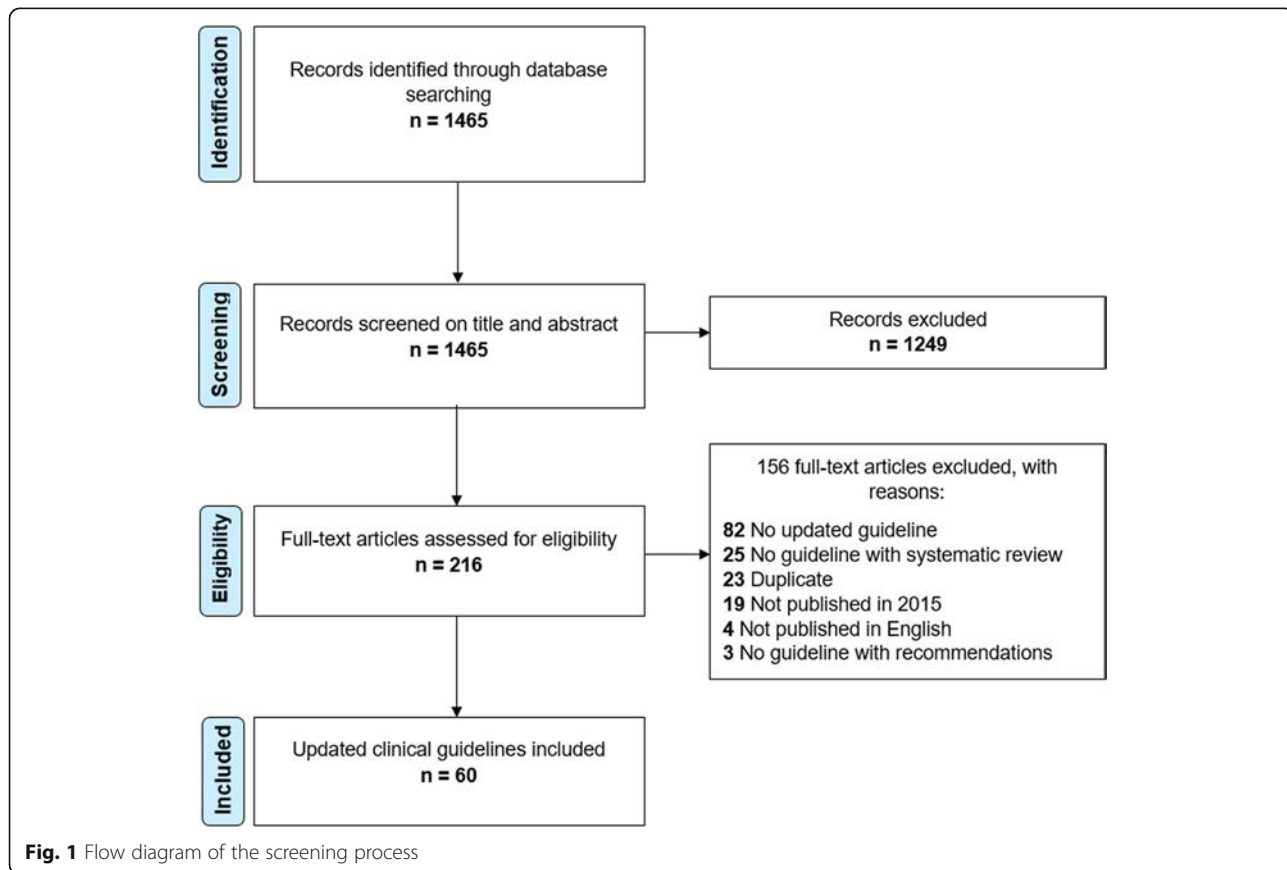 Identification
Records identified through database
searching
n = 1465
Screening
Records screened on title and abstract
n = 1465
Records excluded
n = 1249
Eligibility
Full-text articles assessed for eligibility
n = 216
156 full-text articles excluded, with
reasons:
82 No updated guideline
25 No guideline with systematic review
23 Duplicate
19 Not published in 2015
4 Not published in English
3 No guideline with recommendations
Included
Updated clinical guidelines included
n = 60
Fig. 1 Flow diagram of the screening process